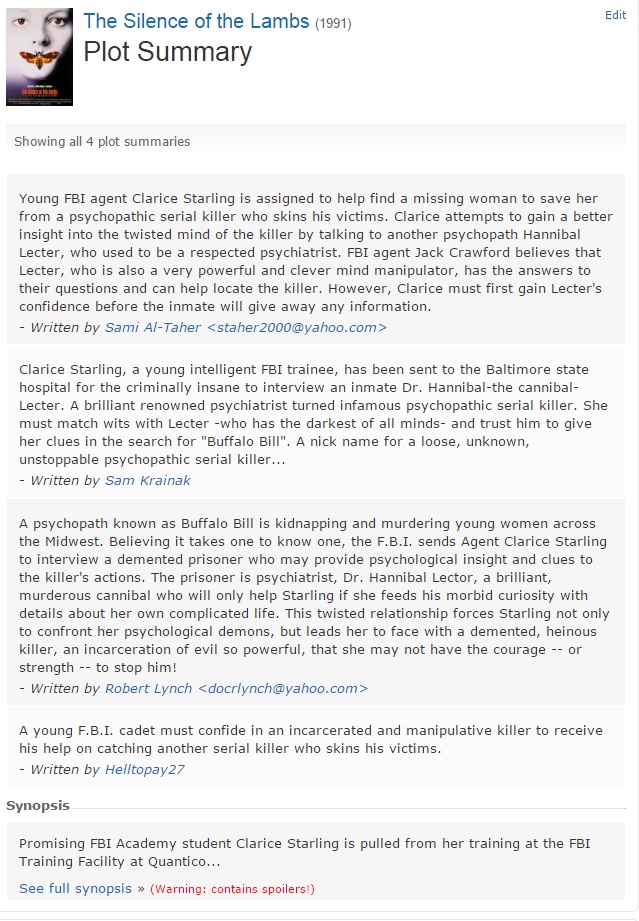 The Silence of the Lambs (1991)
Edit
Plot Summary
Showing all 4 plot summaries
Young FBI agent Clarice Starling is assigned to help find a missing woman to save her
from a psychopathic serial killer who skins his victims. Clarice attempts to gain a better
insight into the twisted mind of the killer by talking to another psychopath Hannibal
Lecter, who used to be a respected psychiatrist. FBI agent Jack Crawford believes that
Lecter, who is also a very powerful and clever mind manipulator, has the answers to
their questions and can help locate the killer. However, Clarice must first gain Lecter's
confidence before the inmate will give away any information.
- Written by Sami Al-Taher <staher2000@yahoo.com>
Clarice Starling, a young intelligent FBI trainee, has been sent to the Baltimore state
hospital for the criminally insane to interview an inmate Dr. Hannibal-the cannibal-
Lecter. A brilliant renowned psychiatrist turned infamous psychopathic serial killer. She
must match wits with Lecter -who has the darkest of all minds- and trust him to give
her clues in the search for "Buffalo Bill". A nick name for a loose, unknown,
unstoppable psychopathic serial killer...
- Written by Sam Krainak
A psychopath known as Buffalo Bill is kidnapping and murdering young women across
the Midwest. Believing it takes one to know one, the F.B.I. sends Agent Clarice Starling
to interview a demented prisoner who may provide psychological insight and clues to
the killer's actions. The prisoner is psychiatrist, Dr. Hannibal Lector, a brilliant,
murderous cannibal who will only help Starling if she feeds his morbid curiosity with
details about her own complicated life. This twisted relationship forces Starling not only
to confront her psychological demons, but leads her to face with a demented, heinous
killer, an incarceration of evil so powerful, that she may not have the courage -- or
strength -- to stop him!
- Written by Robert Lynch <docrlynch@yahoo.com>
A young F.B.I. cadet must confide in an incarcerated and manipulative killer to receive
his help on catching another serial killer who skins his victims.
- Written by Helltopay27
Synopsis
Promising FBI Academy student Clarice Starling is pulled from her training at the FBI
Training Facility at Quantico...
See full synopsis » (Warning: contains spoilers!)